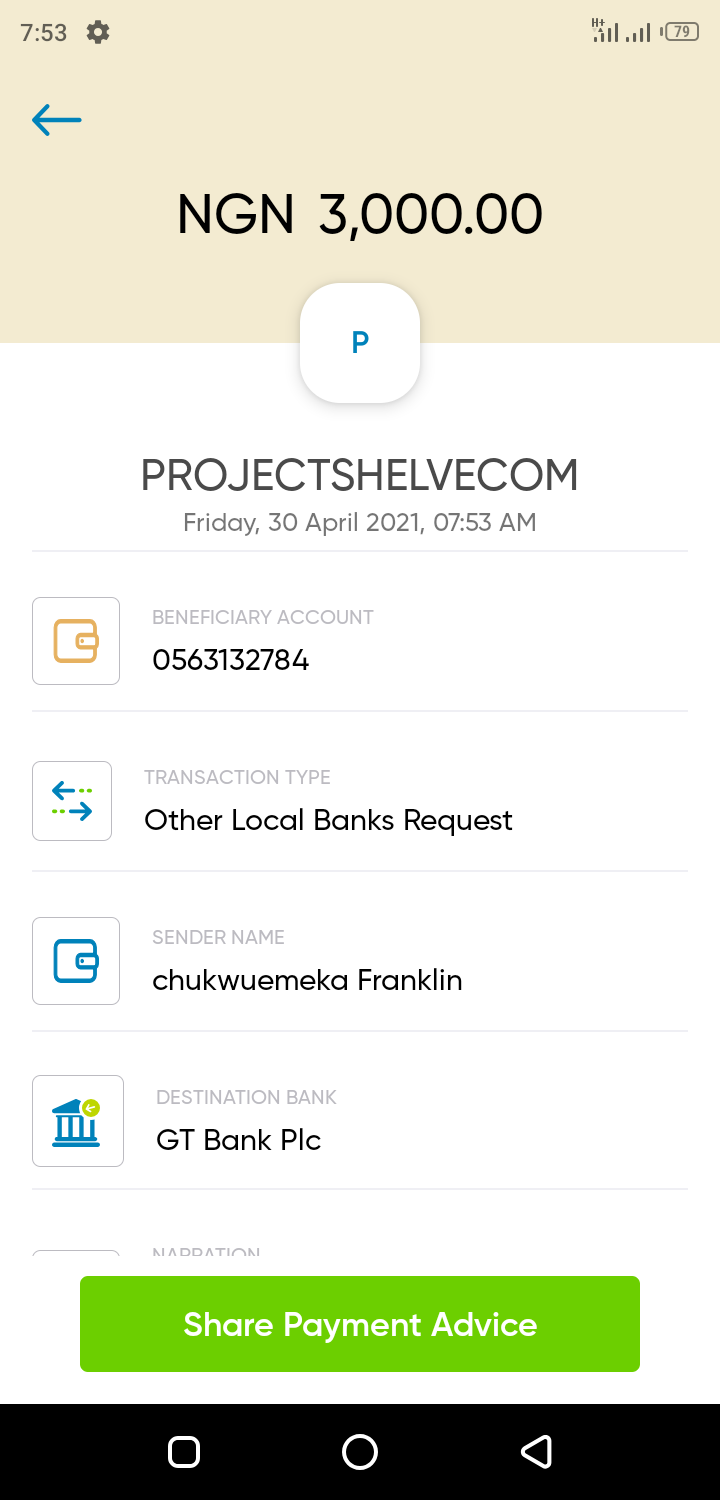 7:53
H+
79
NGN 3,000.00
P
PROJECTSHELVECOM
Friday, 30 April 2021, 07:53 AM
BENEFICIARY ACCOUNT
0563132784
TRANSACTION TYPE
Other Local Banks Request
SENDER NAME
chukwuemeka Franklin
DESTINATION BANK
GT Bank Plc
NARRATION
Share Payment Advice